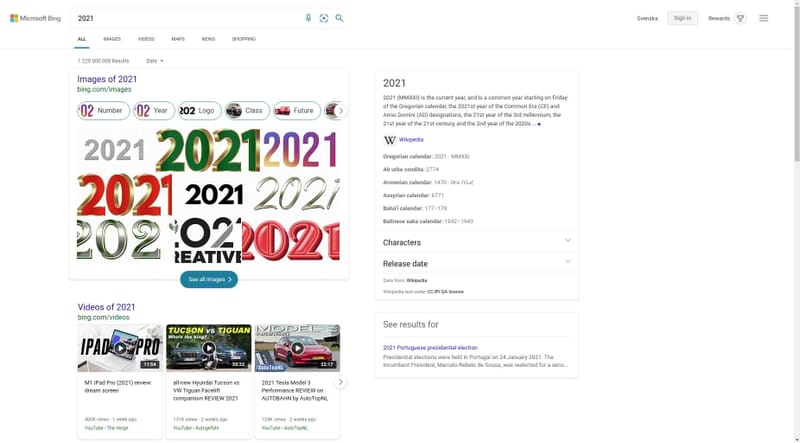 Microsoft Bing
2021
Svenska
Sign in
Rewards
ALL
IMAGES
VIDEOS
MAPS
NEWS
SHOPPING
1 220 000 000 Results
Date
Images of 2021
bing.com/images
Number
Year
Logo
Class
Future
2021
2021
2021
2021
2021
2021
202
2021
CREATIVE
2021
See all images
Videos of 2021
bing.com/videos
IPAD PRO
11:54
M1 iPad Pro (2021) review:
dream screen
400K views · 1 week ago
YouTube › The Verge
TUCSON vs TIGUAN
Who's the king?
all-new Hyundai Tucson vs
VW Tiguan Facelift
comparison REVIEW 2021
131K views · 2 weeks ago
YouTube › Autogefühl
MODEL 3
AutoTopNL
2021 Tesla Model 3
Performance REVIEW on
AUTOBAHN by AutoTopNL
views · 2 weeks ago
YouTube › AutoTopNL
2021
2021 (MMXXI) is the current year, and is a common year starting on Friday
of the Gregorian calendar, the 2021st year of the Common Era (CE) and
Anno Domini (AD) designations, the 21st year of the 3rd millennium, the
21st year of the 21st century, and the 2nd year of the 2020s ...
Wikipedia
Gregorian calendar: 2021 · MMXXI
Ab urbe condita: 2774
Armenian calendar: 1470 · ԹՎ ՌՆՀ
Assyrian calendar: 6771
Bahá'í calendar: 177–178
Balinese saka calendar: 1942–1943
Characters
Release date
Data from: Wikipedia
Wikipedia text under CC-BY-SA license
See results for
2021 Portuguese presidential election
Presidential elections were held in Portugal on 24 January 2021. The
incumbent President, Marcelo Rebelo de Sousa, was reelected for a seco...